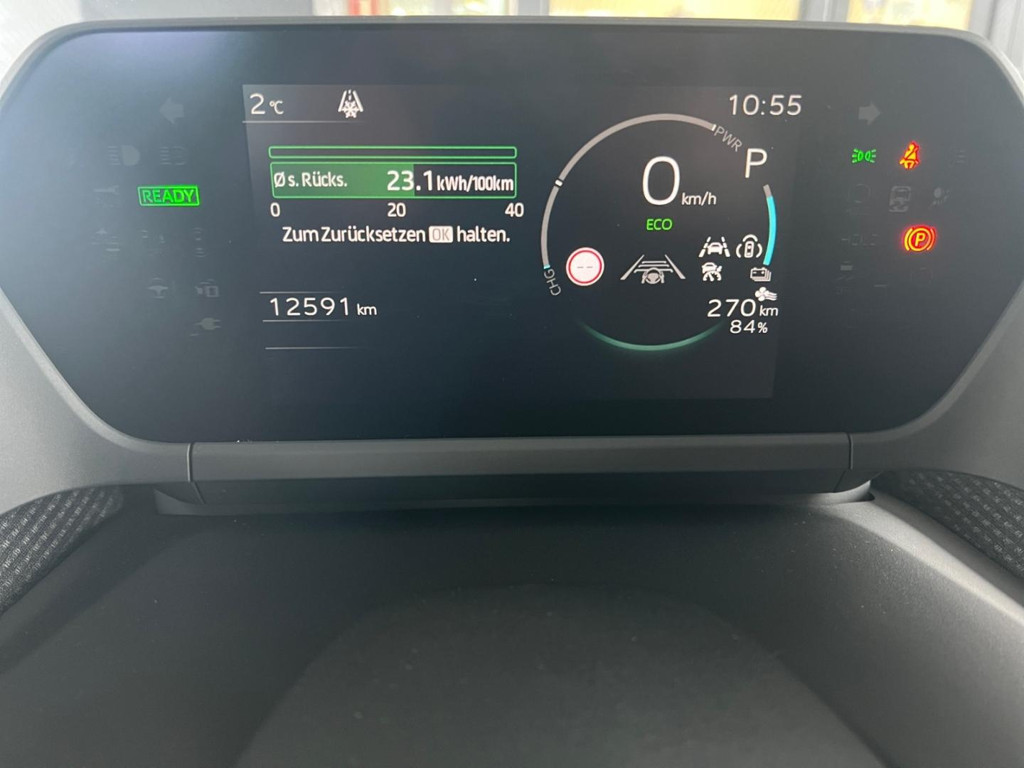 2 °C
10:55
PWR
P
READY
Ø s. Rücks. 23.1 kWh/100km
0 km/h
0 20 40
ECO
Zum Zurücksetzen OK halten.
CHG
12591 km
270 km
84%
(P)